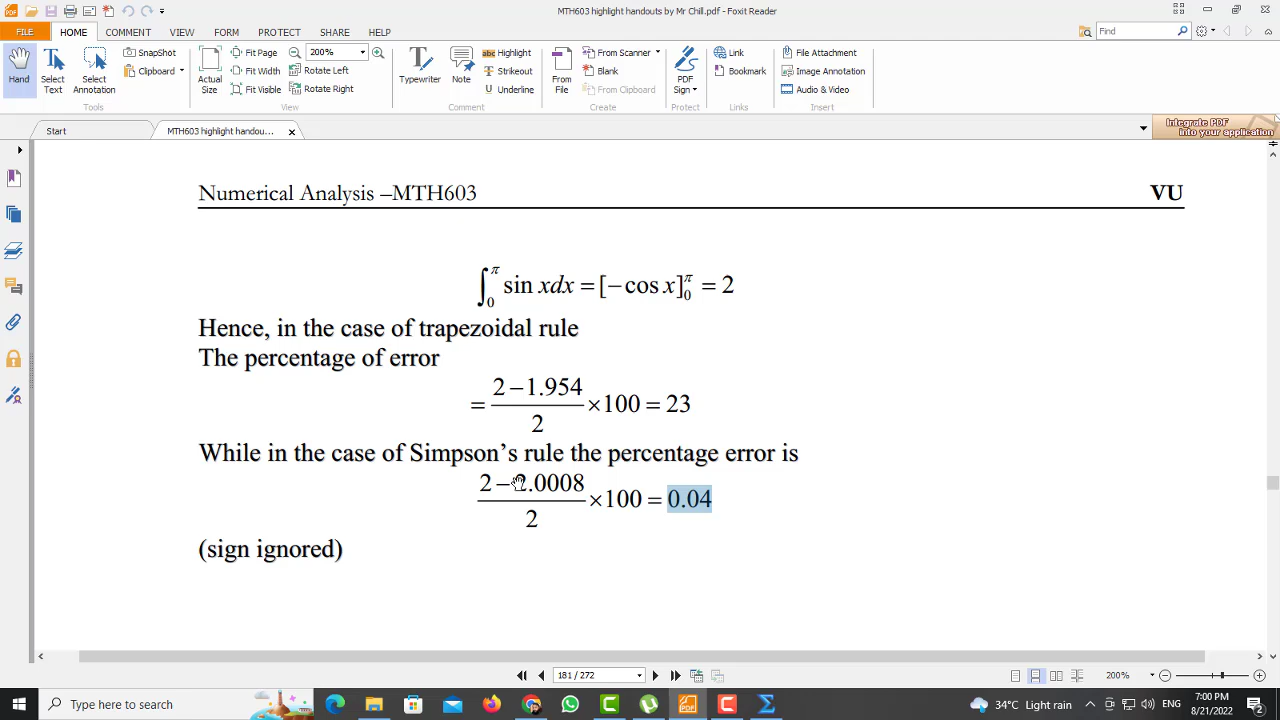 MTH603 highlight handouts by Mr Chill.pdf - Foxit Reader
FILE HOME COMMENT VIEW FORM PROTECT SHARE HELP
Find
Hand
Select Text
Select Annotation
SnapShot
Clipboard
Tools
Actual Size
Fit Page
Fit Width
Fit Visible
200%
Rotate Left
Rotate Right
View
Typewriter
Note
Highlight
Strikeout
Underline
Comment
From File
From Scanner
Blank
From Clipboard
Create
PDF Sign
Protect
Link
Bookmark
Links
File Attachment
Image Annotation
Audio & Video
Insert
Start
MTH603 highlight handou...
Integrate PDF
into your application
Numerical Analysis –MTH603 VU
∫₀^π sin xdx = [− cos x]₀^π = 2
Hence, in the case of trapezoidal rule
The percentage of error
= (2 − 1.954)/2 × 100 = 23
While in the case of Simpson’s rule the percentage error is
(2 − 2.0008)/2 × 100 = 0.04
(sign ignored)
181 / 272
200%
Type here to search
34°C Light rain
ENG
7:00 PM
8/21/2022
2